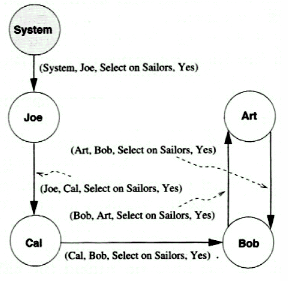 System
(System, Joe, Select on Sailors, Yes)
Joe
Art
(Art, Bob, Select on Sailors, Yes)
(Joe, Cal, Select on Sailors, Yes)
(Bob, Art, Select on Sailors, Yes)
Cal
Bob
(Cal, Bob, Select on Sailors, Yes)